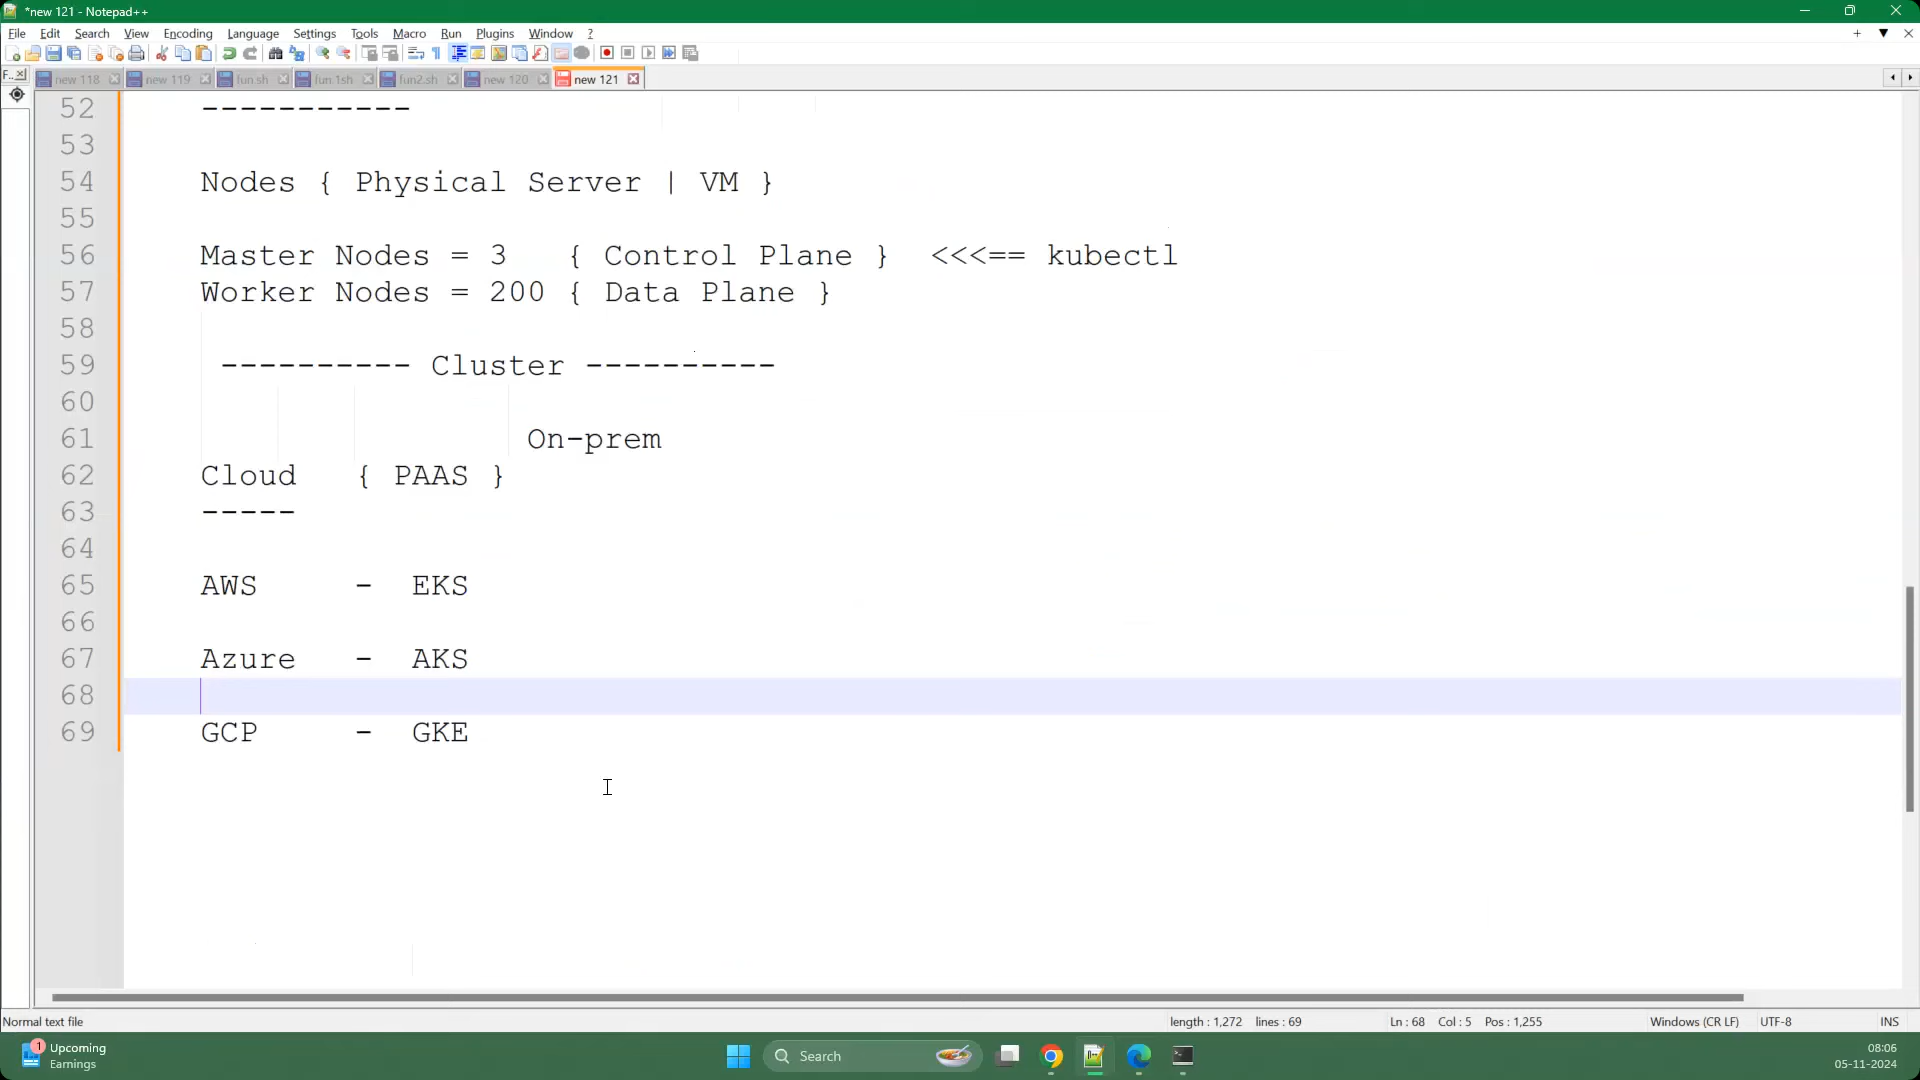 *new 121 - Notepad++
File Edit Search View Encoding Language Settings Tools Macro Run Plugins Window ?
F..
new 118 new 119 fun.sh fun.1sh fun2.sh new 120 new 121
52 -----------
53
54 Nodes { Physical Server | VM }
55
56 Master Nodes = 3 { Control Plane } <<<== kubectl
57 Worker Nodes = 200 { Data Plane }
58
59 ---------- Cluster ----------
60
61 On-prem
62 Cloud { PAAS }
63 -----
64
65 AWS - EKS
66
67 Azure - AKS
68
69 GCP - GKE
Normal text file length : 1,272 lines : 69 Ln : 68 Col : 5 Pos : 1,255 Windows (CR LF) UTF-8 INS
1 Upcoming
Earnings
Search
08:06
05-11-2024